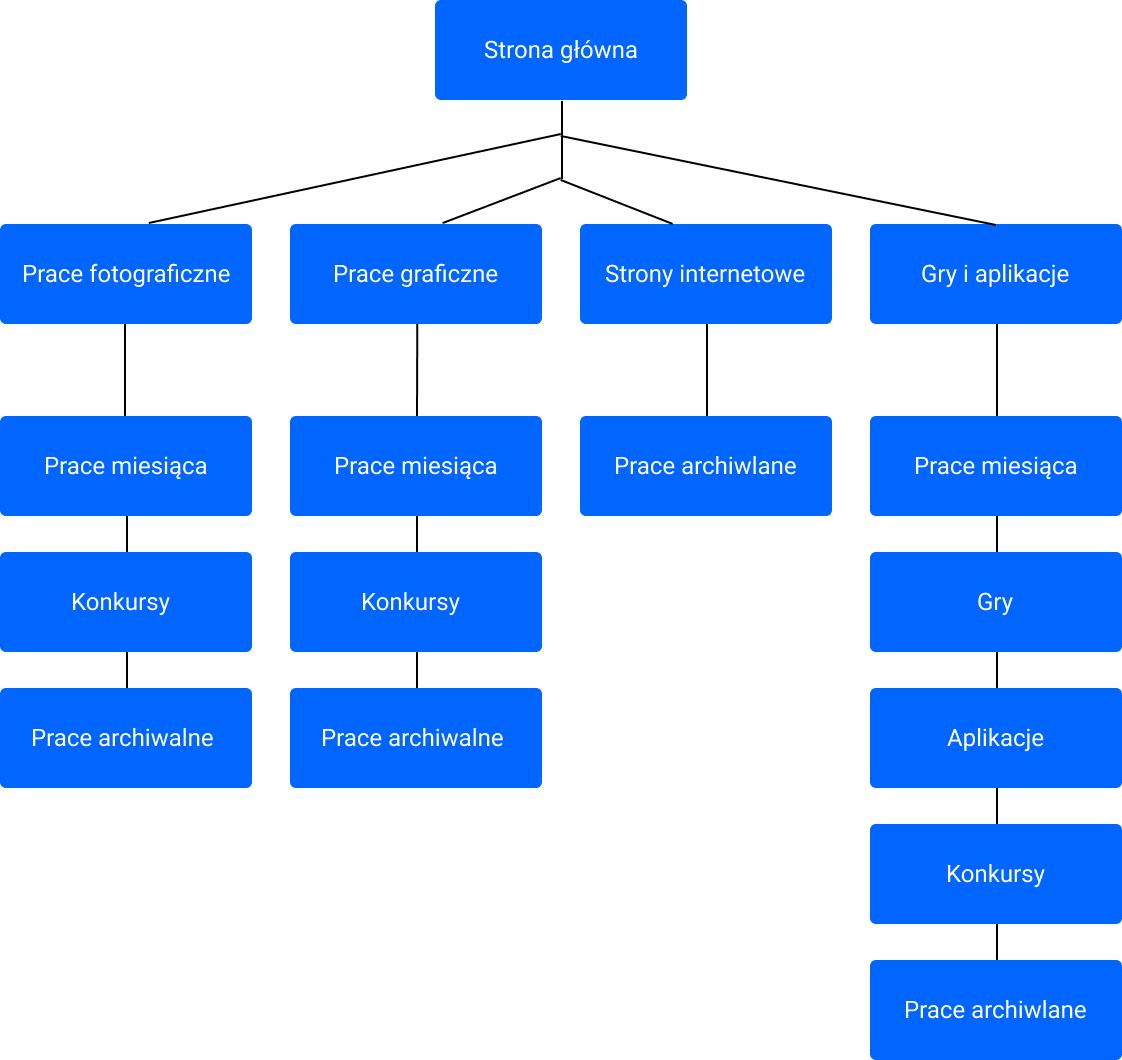 Strona główna
Prace fotograficzne
Prace graficzne
Strony internetowe
Gry i aplikacje
Prace miesiąca
Prace miesiąca
Prace archiwlane
Prace miesiąca
Konkursy
Konkursy
Gry
Prace archiwalne
Prace archiwalne
Aplikacje
Konkursy
Prace archiwlane